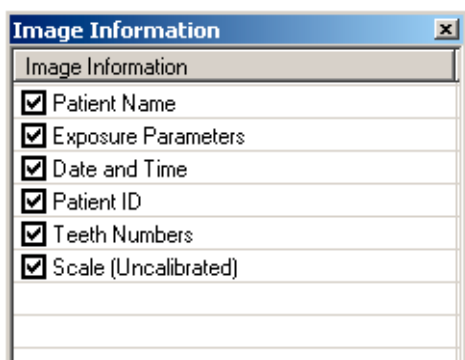 Image Information
Image Information
Patient Name
Exposure Parameters
Date and Time
Patient ID
Teeth Numbers
Scale (Uncalibrated)